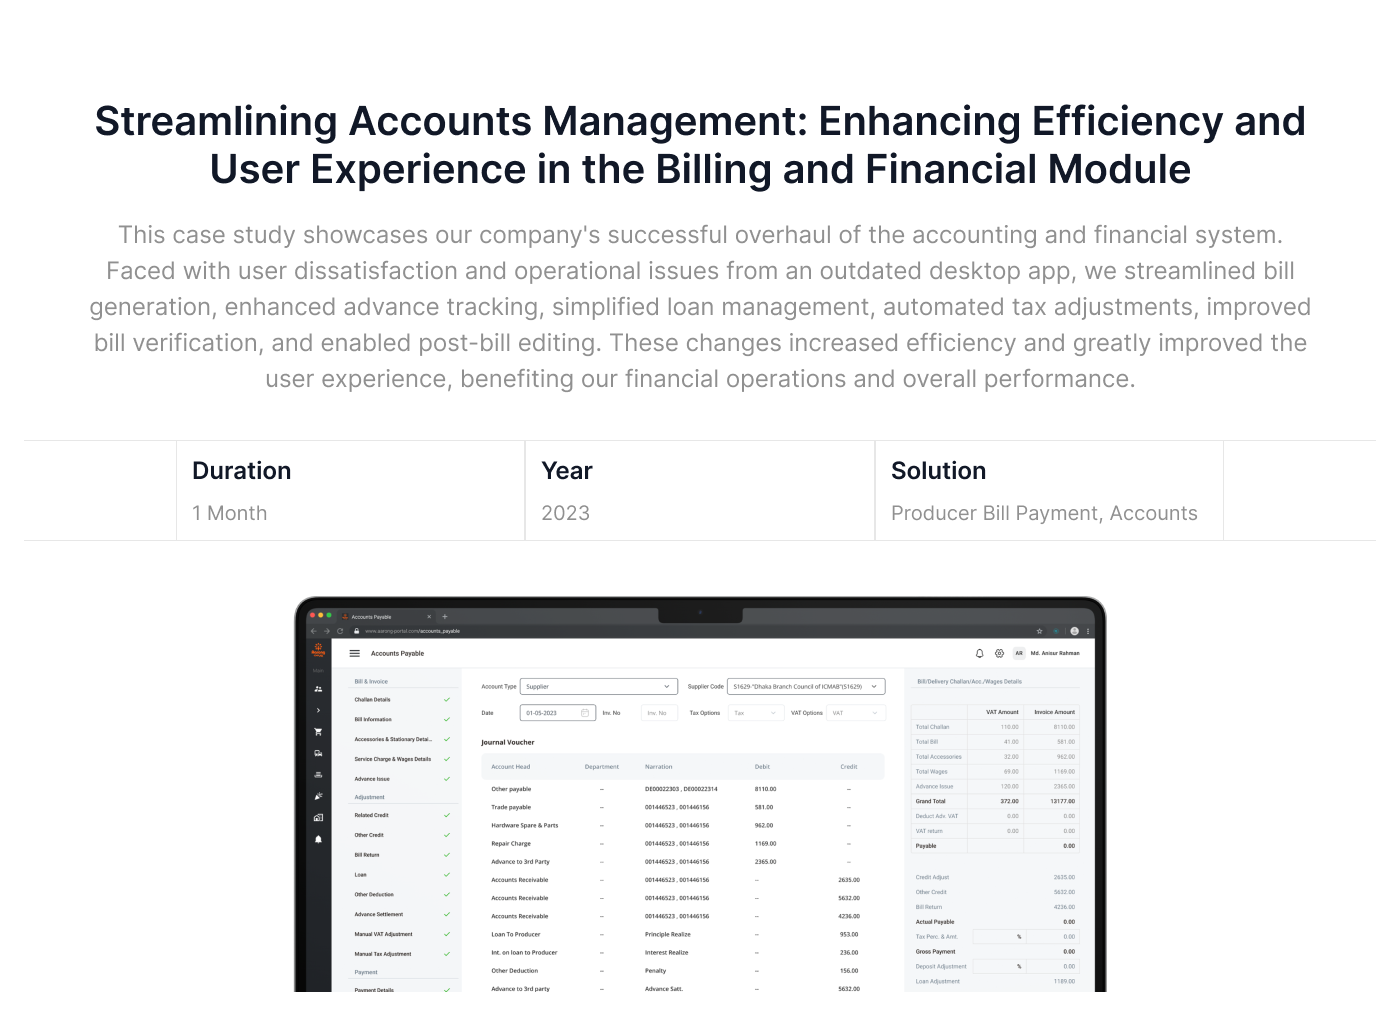 Streamlining Accounts Management: Enhancing Efficiency and
User Experience in the Billing and Financial Module
This case study showcases our company's successful overhaul of the accounting and financial system.
Faced with user dissatisfaction and operational issues from an outdated desktop app, we streamlined bill
generation, enhanced advance tracking, simplified loan management, automated tax adjustments, improved
bill verification, and enabled post-bill editing. These changes increased efficiency and greatly improved the
user experience, benefiting our financial operations and overall performance.
Duration
1 Month
Year
2023
Solution
Producer Bill Payment, Accounts
Accounts Payable
www.aarong-portal.com/accounts_payable
Accounts Payable
AR Md. Anisur Rahman
Bill & Invoice
Challan Details
Bill Information
Accessories & Stationary Detai...
Service Charge & Wages Details
Advance Issue
Adjustment
Related Credit
Other Credit
Bill Return
Loan
Other Deduction
Advance Settlement
Manual VAT Adjustment
Manual Tax Adjustment
Payment
Payment Details
Account Type Supplier Supplier Code S1629-"Dhaka Branch Council of ICMAB"(S1629)
Date 01-05-2023 Inv. No Inv. No Tax Options Tax VAT Options VAT
Journal Voucher
Account Head Department Narration Debit Credit
Other payable -- DE00022303 , DE00022314 8110.00 --
Trade payable -- 001446523 , 001446156 581.00 --
Hardware Spare & Parts -- 001446523 , 001446156 962.00 --
Repair Charge -- 001446523 , 001446156 1169.00 --
Advance to 3rd Party -- 001446523 , 001446156 2365.00 --
Accounts Receivable -- 001446523 , 001446156 -- 2635.00
Accounts Receivable -- 001446523 , 001446156 -- 5632.00
Accounts Receivable -- 001446523 , 001446156 -- 4236.00
Loan To Producer -- Principle Realize -- 953.00
Int. on loan to Producer -- Interest Realize -- 236.00
Other Deduction -- Penalty -- 156.00
Advance to 3rd party -- Advance Satt. -- 5632.00
Bill/Delivery Challan/Acc./Wages Details
VAT Amount Invoice Amount
Total Challan 110.00 8110.00
Total Bill 41.00 581.00
Total Accessories 32.00 962.00
Total Wages 69.00 1169.00
Advance Issue 120.00 2365.00
Grand Total 372.00 13177.00
Deduct Adv. VAT 0.00 0.00
VAT return 0.00 0.00
Payable 0.00
Credit Adjust 2635.00
Other Credit 5632.00
Bill Return 4236.00
Actual Payable 0.00
Tax Perc. & Amt. % 0.00
Gross Payment 0.00
Deposit Adjustment % 0.00
Loan Adjustment 1189.00